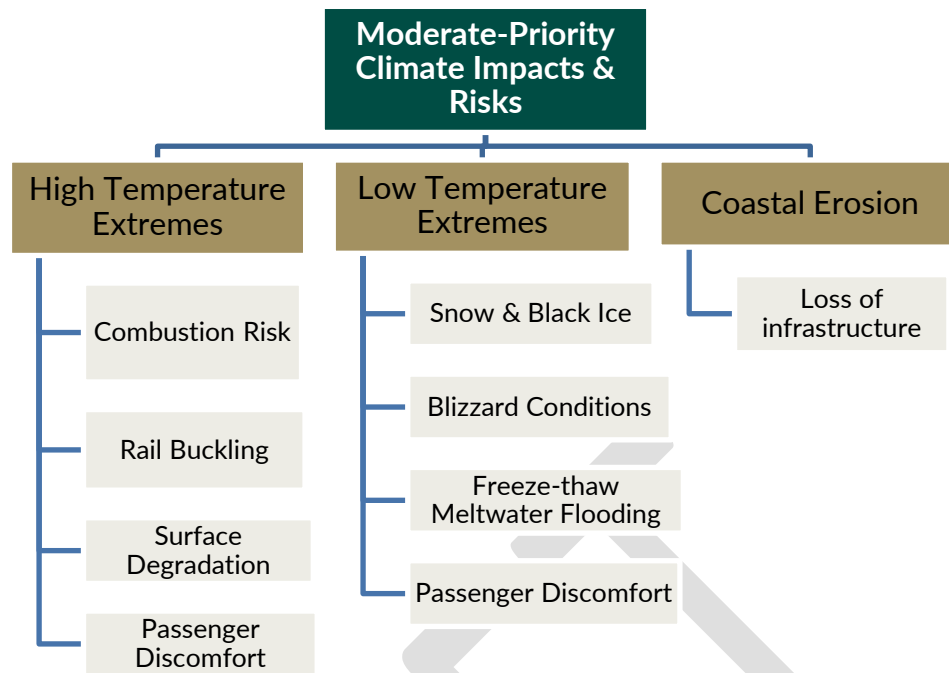 Moderate-Priority
Climate Impacts &
Risks
High Temperature
Extremes
Combustion Risk
Rail Buckling
Surface
Degradation
Passenger
Discomfort
Low Temperature
Extremes
Snow & Black Ice
Blizzard Conditions
Freeze-thaw
Meltwater Flooding
Passenger Discomfort
Coastal Erosion
Loss of
infrastructure